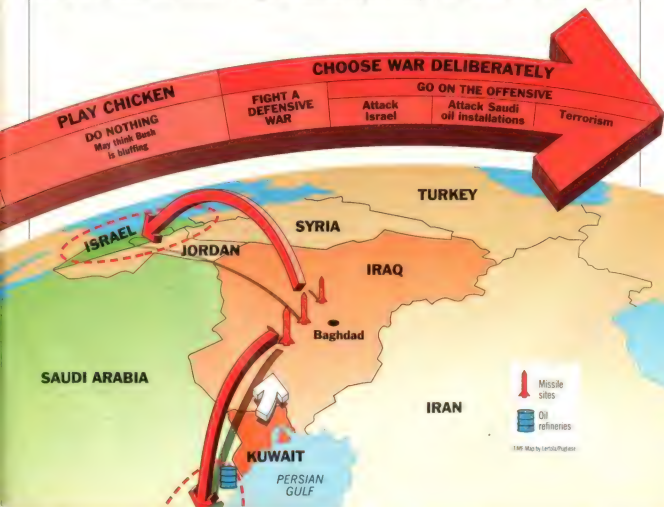 PLAY CHICKEN
DO NOTHING
May think Bush
is bluffing
CHOOSE WAR DELIBERATELY
FIGHT A
DEFENSIVE
WAR
GO ON THE OFFENSIVE
Attack
Israel
Attack Saudi
oil installations
Terrorism
TURKEY
SYRIA
ISRAEL
JORDAN
IRAQ
Baghdad
SAUDI ARABIA
IRAN
KUWAIT
PERSIAN
GULF
Missile
sites
Oil
refineries
Map by